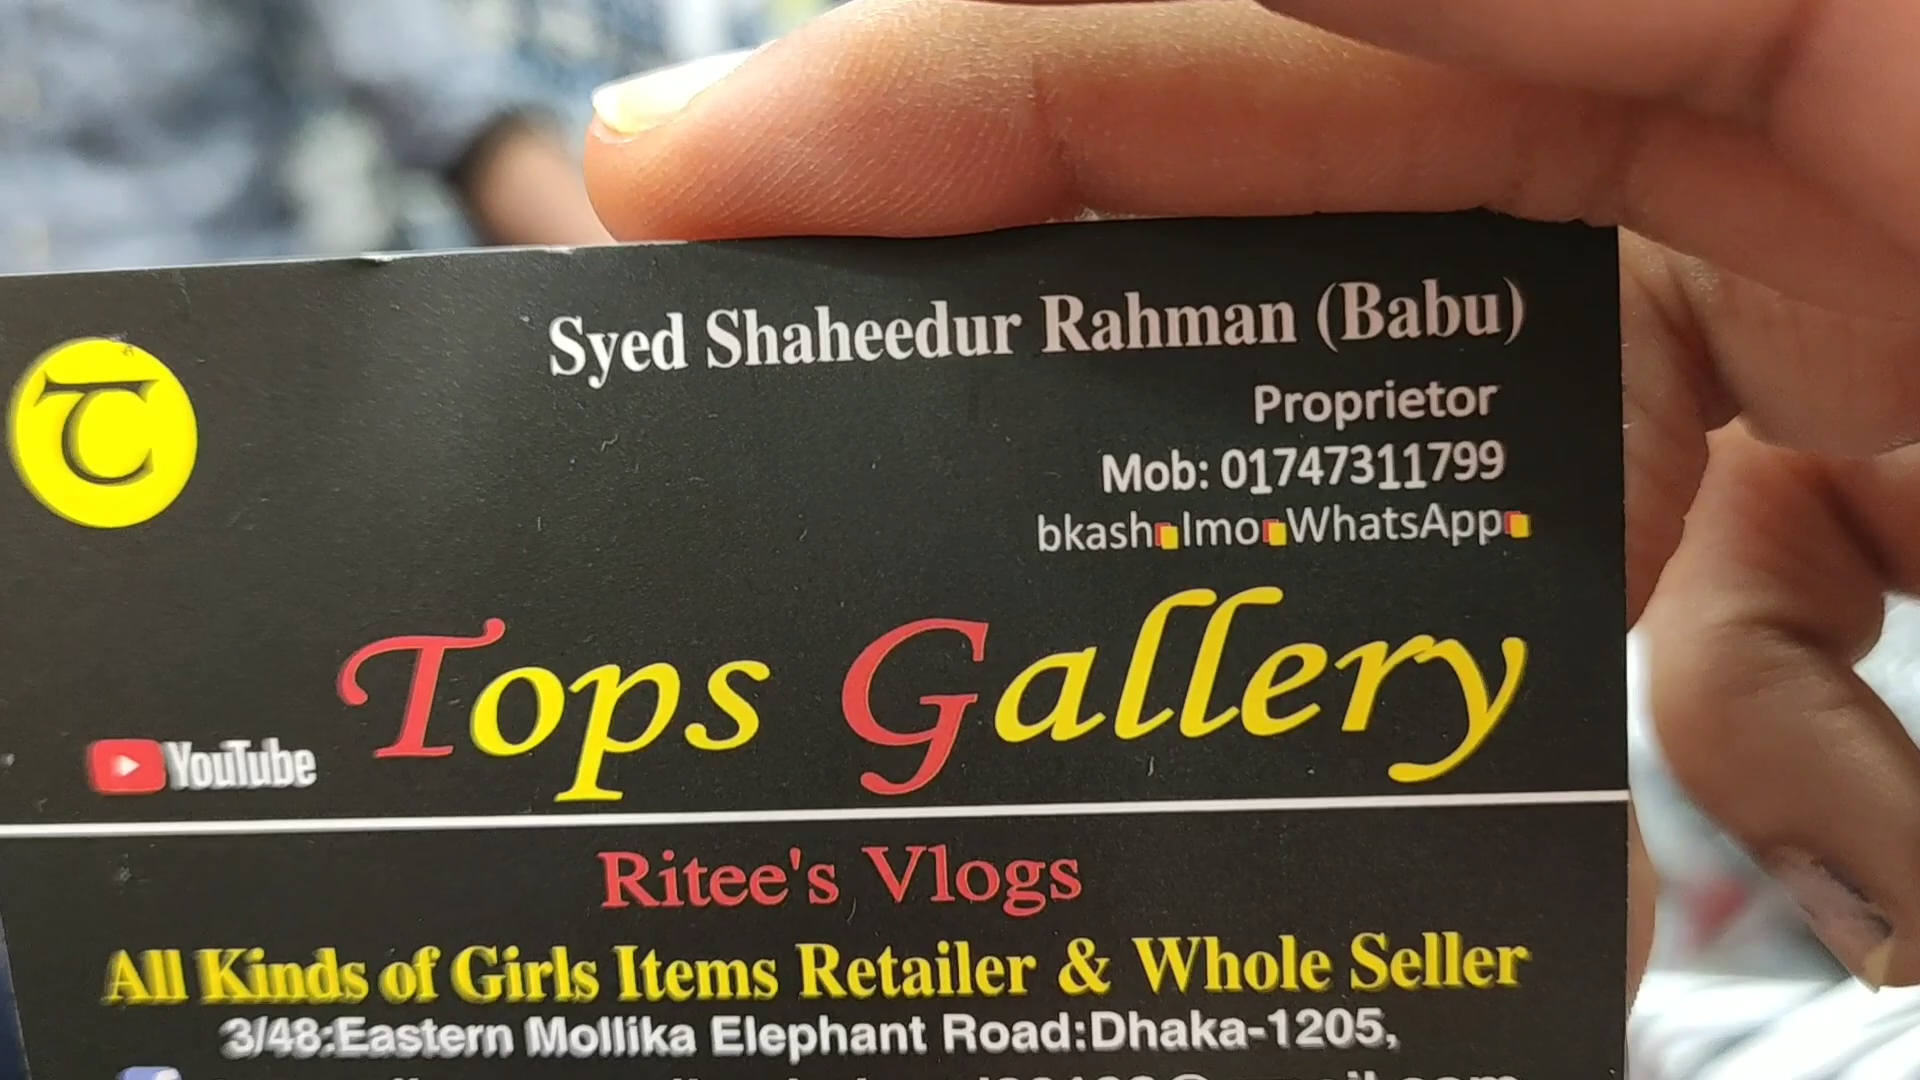 Syed Shaheedur Rahman (Babu)
Proprietor
Mob: 01747311799
bkash Imo WhatsApp
Tops Gallery
YouTube
Ritee's Vlogs
All Kinds of Girls Items Retailer & Whole Seller
3/48:Eastern Mollika Elephant Road:Dhaka-1205,